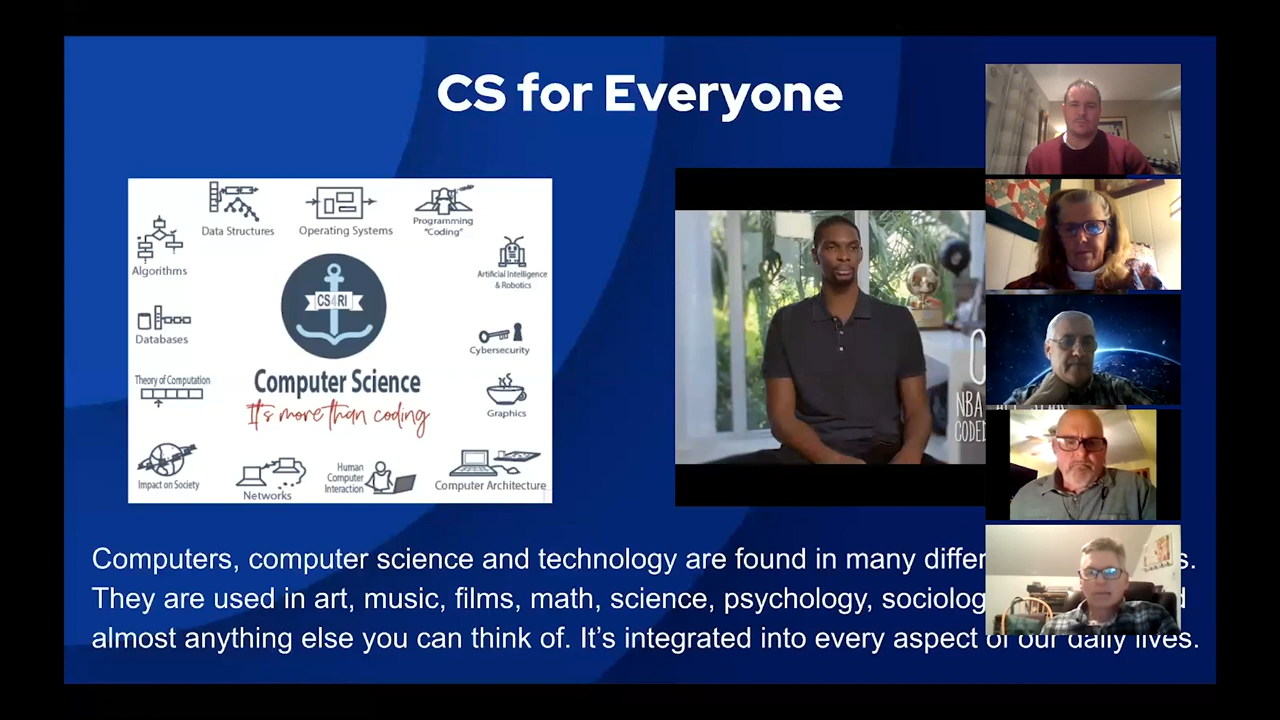 CS for Everyone
Data Structures
Operating Systems
Programming
"Coding"
Algorithms
Artificial Intelligence
& Robotics
CS4RI
Databases
Cybersecurity
Theory of Computation
Computer Science
It's more than coding
Graphics
Impact on Society
Networks
Human
Computer
Interaction
Computer Architecture
C
NBA
CODED
Computers, computer science and technology are found in many differ s.
They are used in art, music, films, math, science, psychology, sociolog d
almost anything else you can think of. It's integrated into every aspect of our daily lives.